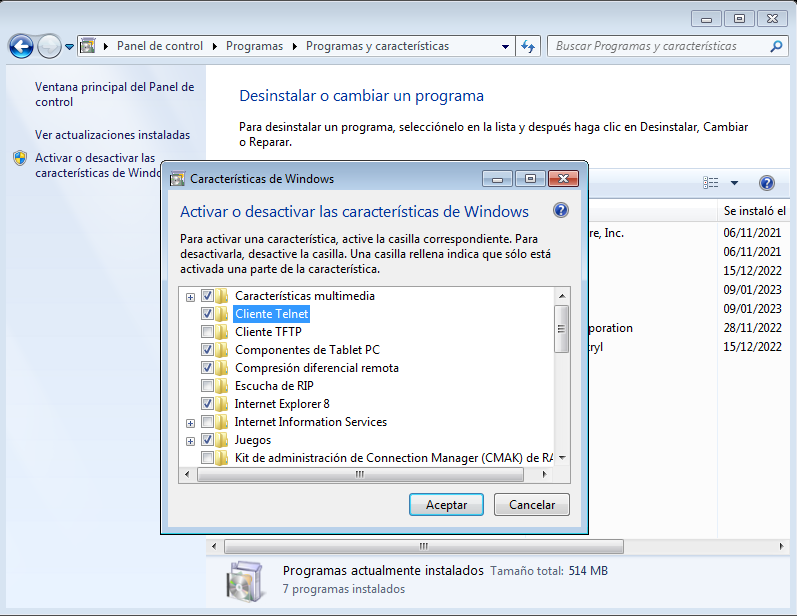 Panel de control
Programas
Programas y características
Buscar Programas y características
Ventana principal del Panel de
control
Ver actualizaciones instaladas
Activar o desactivar las
características de Windo
Desinstalar o cambiar un programa
Para desinstalar un programa, selecciónelo en la lista y después haga clic en Desinstalar, Cambiar
o Reparar.
Se instaló el
re, Inc.
06/11/2021
06/11/2021
15/12/2022
09/01/2023
09/01/2023
poration
28/11/2022
tryl
15/12/2022
Características de Windows
Activar o desactivar las características de Windows
Para activar una característica, active la casilla correspondiente. Para
desactivarla, desactive la casilla. Una casilla rellena indica que sólo está
activada una parte de la característica.
Características multimedia
Cliente Telnet
Cliente TFTP
Componentes de Tablet PC
Compresión diferencial remota
Escucha de RIP
Internet Explorer 8
Internet Information Services
Juegos
Kit de administración de Connection Manager (CMAK) de RA
Aceptar
Cancelar
Programas actualmente instalados Tamaño total: 514 MB
7 programas instalados